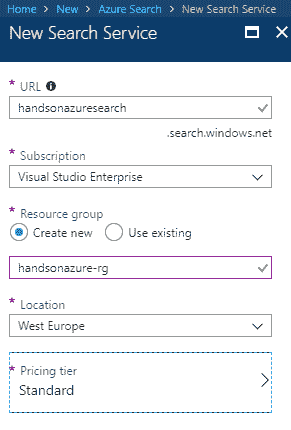 Home > New > Azure Search > New Search Service
New Search Service
* URL
handsonazuresearch
.search.windows.net
* Subscription
Visual Studio Enterprise
* Resource group
Create new Use existing
handsonazure-rg
* Location
West Europe
* Pricing tier
Standard